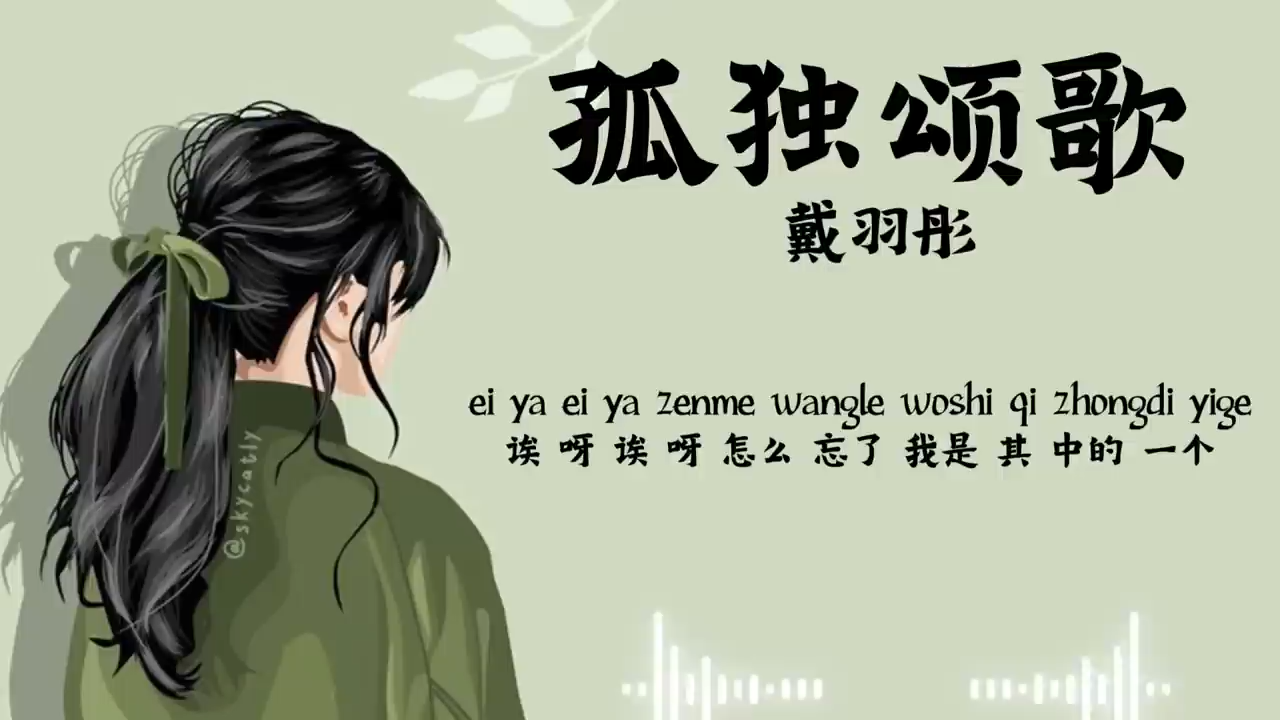 孤独颂歌
戴羽彤
ei ya ei ya zenme wangle woshi qi zhongdi yige
诶 呀 诶 呀 怎么 忘了 我是 其 中的 一个
@skycatly